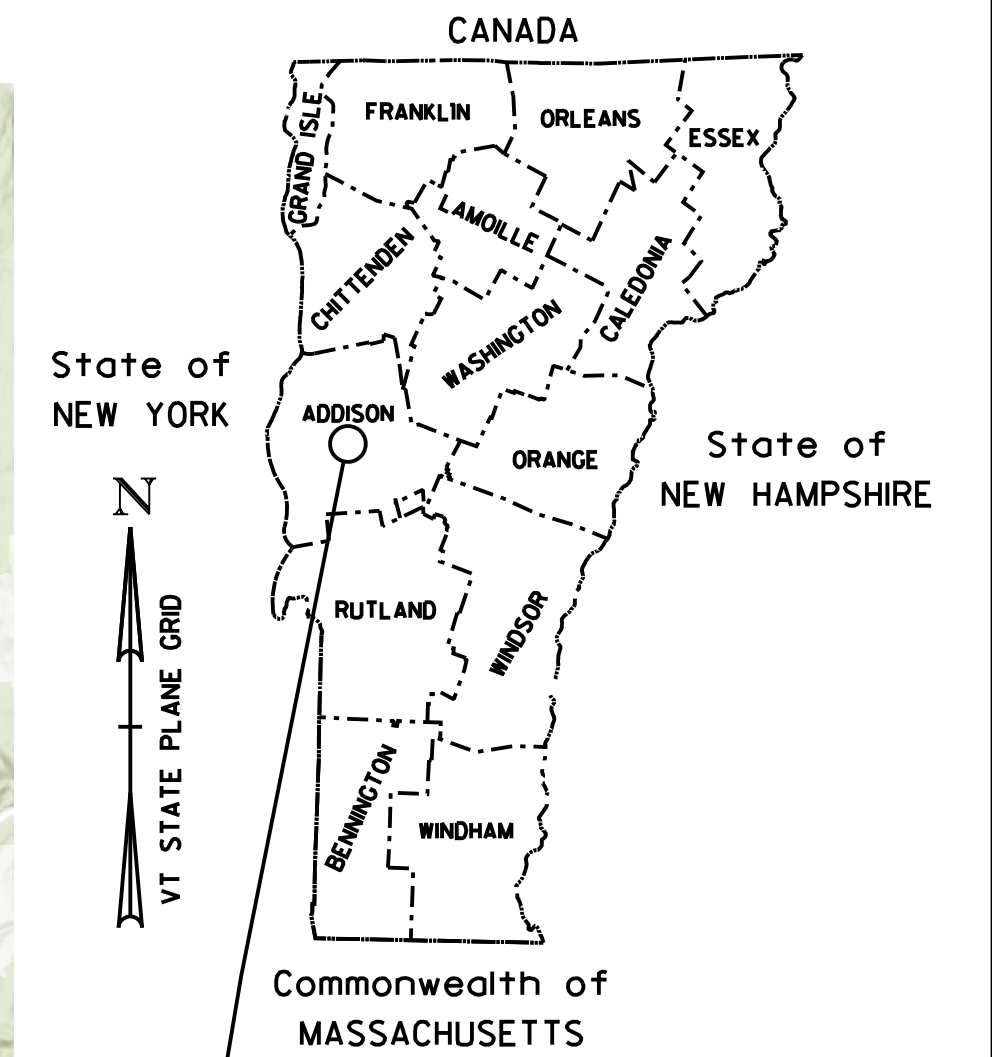 CANADA
FRANKLIN
ORLEANS
ESSEX
GRAND ISLE
LAMOILLE
CHITTENDEN
CALEDONIA
WASHINGTON
State of
NEW YORK
ADDISON
ORANGE
State of
NEW HAMPSHIRE
N
VT STATE PLANE GRID
RUTLAND
WINDSOR
BENNINGTON
WINDHAM
Commonwealth of
MASSACHUSETTS